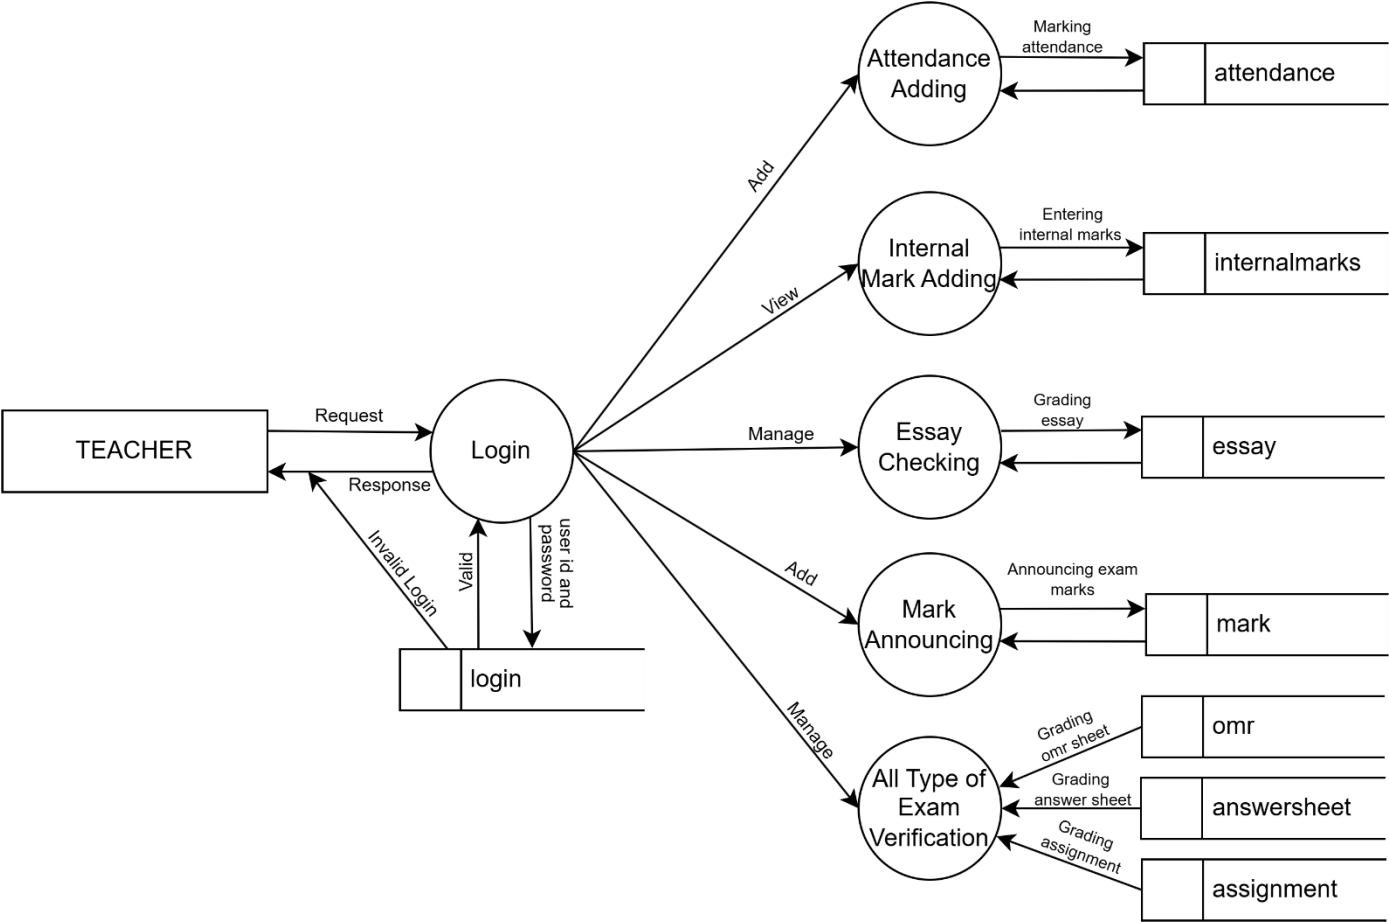 Attendance
Adding
Marking
attendance
attendance
Add
Internal
Mark Adding
Entering
internal marks
internalmarks
View
TEACHER
Request
Response
Login
Manage
Essay
Checking
Grading
essay
essay
Invalid Login
Valid
user id and
password
login
Add
Mark
Announcing
Announcing exam
marks
mark
Manage
All Type of
Exam
Verification
Grading
omr sheet
omr
Grading
answer sheet
answersheet
Grading
assignment
assignment